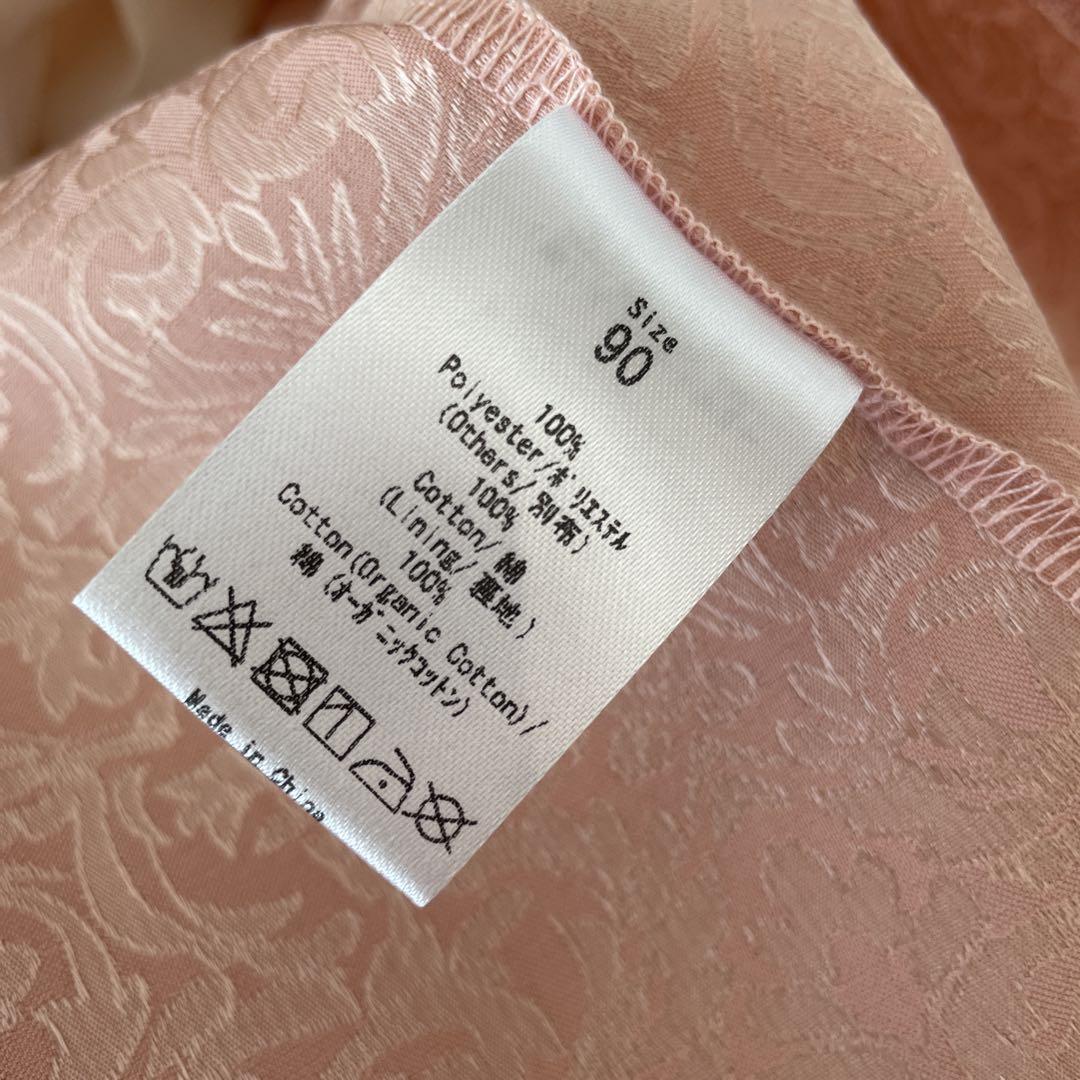 Size
90
100%
Polyester/ポリエステル
(Others/別布)
100%
Cotton/綿
(Lining/裏地)
100%
Cotton(Organic Cotton)/
綿(オーガニックコットン)
Made in China